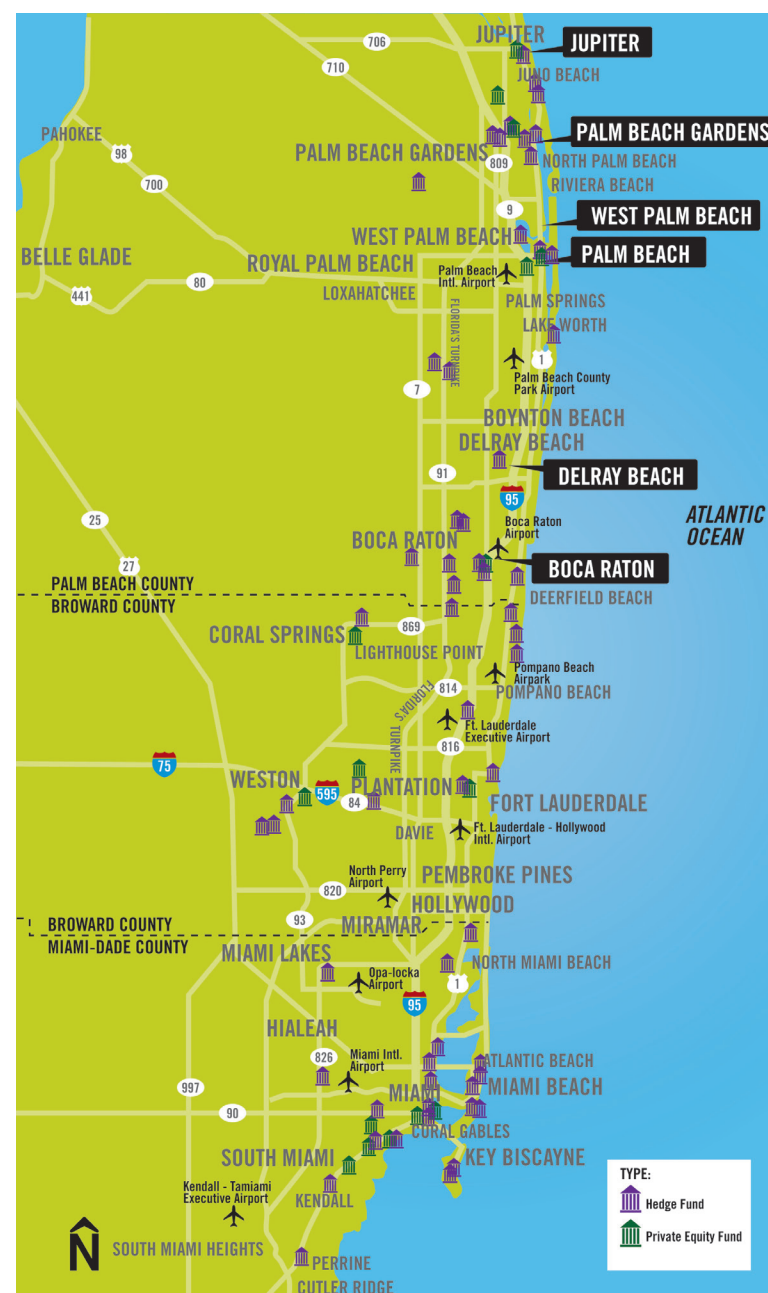 JUPITER
JUPITER
706
710
JUNO BEACH
PAHOKEE
98
PALM BEACH GARDENS
PALM BEACH GARDENS
809
NORTH PALM BEACH
700
RIVIERA BEACH
9
WEST PALM BEACH
WEST PALM BEACH
BELLE GLADE
ROYAL PALM BEACH
PALM BEACH
Palm Beach
Intl. Airport
80
441
LOXAHATCHEE
PALM SPRINGS
FLORIDA'S TURNPIKE
LAKE WORTH
1
Palm Beach County
Park Airport
7
BOYNTON BEACH
DELRAY BEACH
91
DELRAY BEACH
95
ATLANTIC
OCEAN
25
Boca Raton
Airport
BOCA RATON
27
BOCA RATON
PALM BEACH COUNTY
BROWARD COUNTY
DEERFIELD BEACH
869
CORAL SPRINGS
LIGHTHOUSE POINT
Pompano Beach
Airpark
814
POMPANO BEACH
FLORIDA'S
TURNPIKE
Ft. Lauderdale
Executive Airport
816
75
WESTON
595
PLANTATION
84
FORT LAUDERDALE
DAVIE
Ft. Lauderdale - Hollywood
Intl. Airport
North Perry
Airport
PEMBROKE PINES
820
HOLLYWOOD
93
MIRAMAR
BROWARD COUNTY
MIAMI-DADE COUNTY
MIAMI LAKES
NORTH MIAMI BEACH
Opa-locka
Airport
1
95
HIALEAH
826
Miami Intl.
Airport
ATLANTIC BEACH
997
MIAMI
MIAMI BEACH
90
CORAL GABLES
SOUTH MIAMI
KEY BISCAYNE
TYPE:
Hedge Fund
Private Equity Fund
Kendall - Tamiami
Executive Airport
KENDALL
N
SOUTH MIAMI HEIGHTS
PERRINE
CUTLER RIDGE